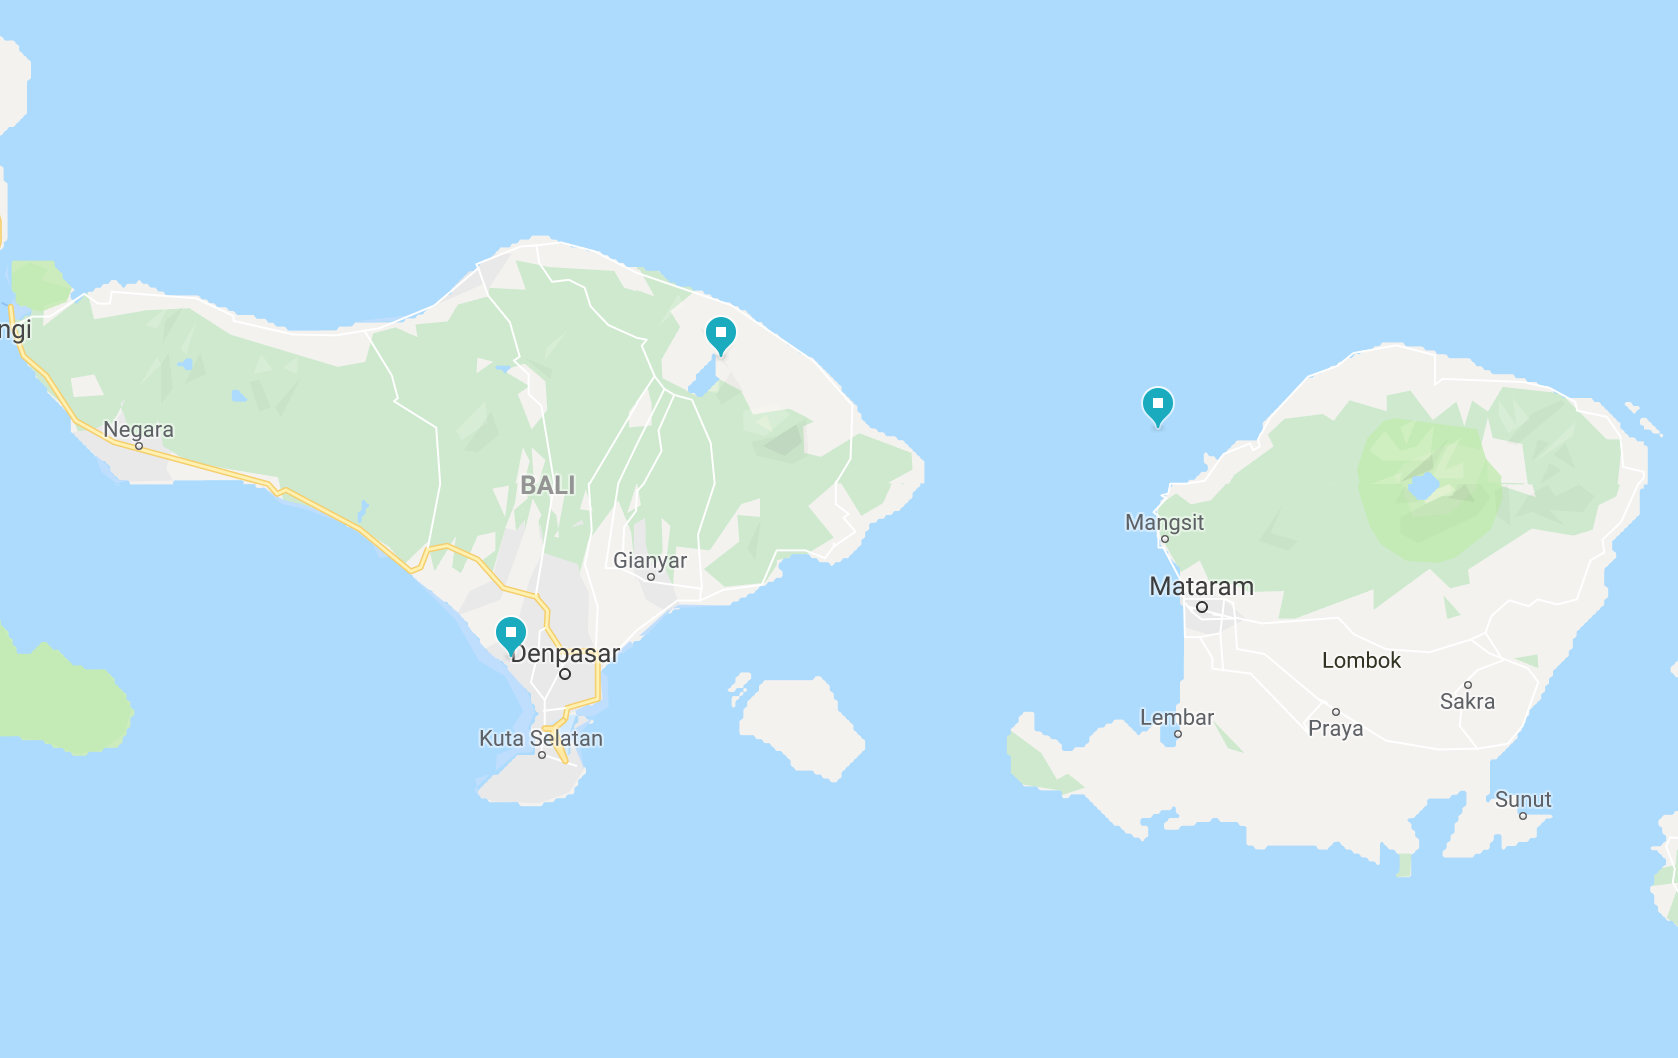 ngi
Negara
BALI
Gianyar
Denpasar
Kuta Selatan
Mangsit
Mataram
Lombok
Sakra
Lembar
Praya
Sunut